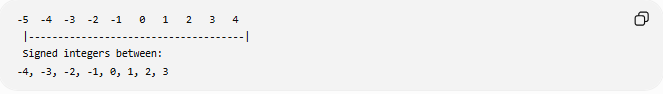 -5 -4 -3 -2 -1 0 1 2 3 4
|------------------------------------|
Signed integers between:
-4, -3, -2, -1, 0, 1, 2, 3